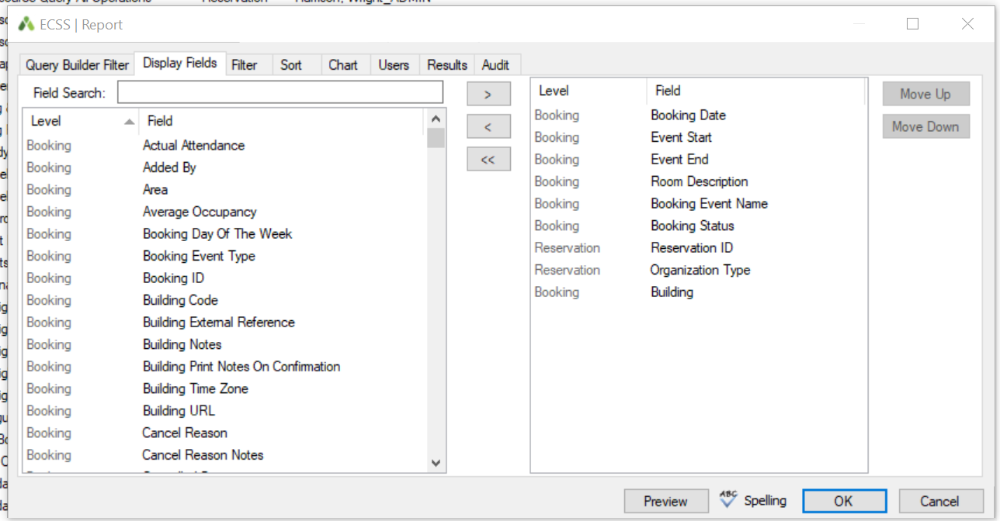 ECSS | Report
Query Builder Filter Display Fields Filter Sort Chart Users Results Audit
Field Search:
>
<
<<
Level Field
Booking Actual Attendance
Booking Added By
Booking Area
Booking Average Occupancy
Booking Booking Day Of The Week
Booking Booking Event Type
Booking Booking ID
Booking Building Code
Booking Building External Reference
Booking Building Notes
Booking Building Print Notes On Confirmation
Booking Building Time Zone
Booking Building URL
Booking Cancel Reason
Booking Cancel Reason Notes
Level Field
Booking Booking Date
Booking Event Start
Booking Event End
Booking Room Description
Booking Booking Event Name
Booking Booking Status
Reservation Reservation ID
Reservation Organization Type
Booking Building
Move Up
Move Down
Preview ABC Spelling OK Cancel